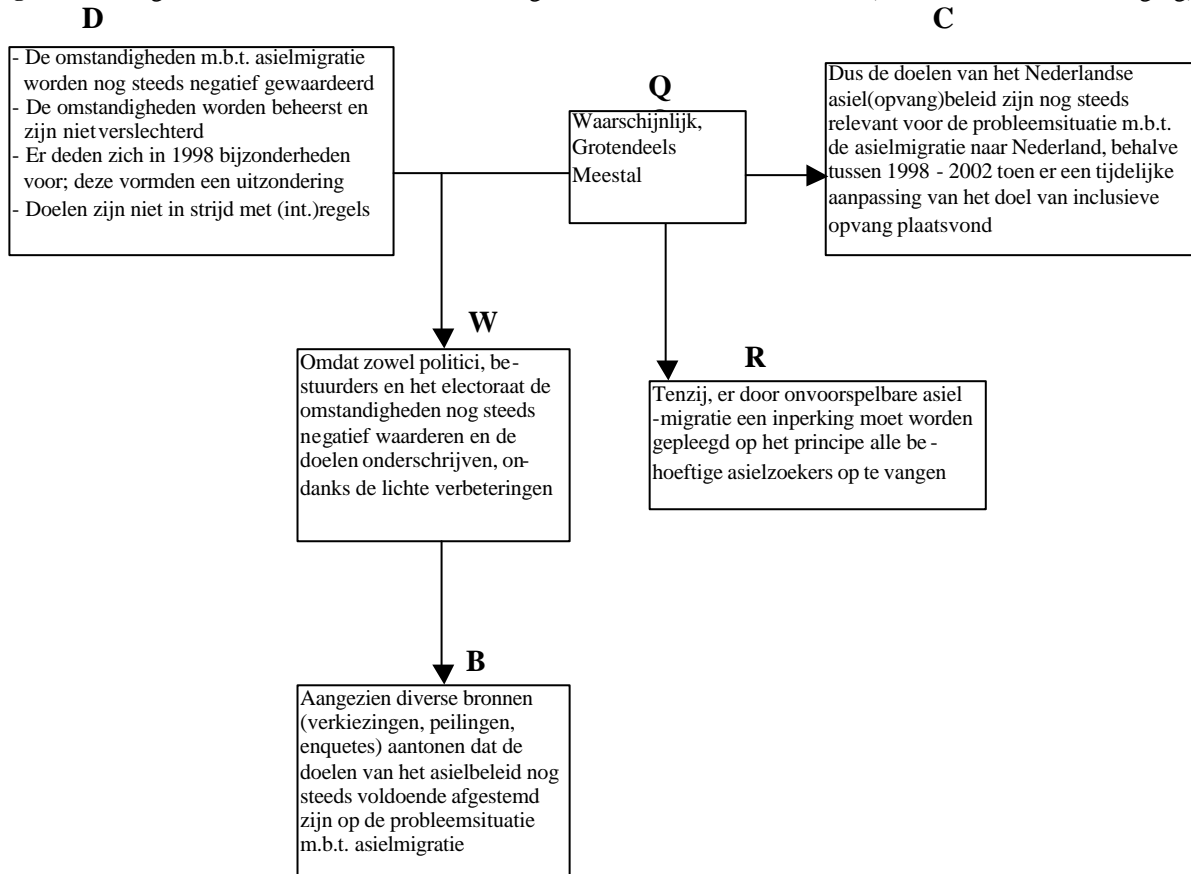 D
- De omstandigheden m.b.t. asielmigratie
worden nog steeds negatief gewaardeerd
- De omstandigheden worden beheerst en
zijn niet verslechterd
- Er deden zich in 1998 bijzonderheden
voor; deze vormden een uitzondering
- Doelen zijn niet in strijd met (int.)regels
Q
Waarschijnlijk,
Grotendeels
Meestal
C
Dus de doelen van het Nederlandse
asiel(opvang)beleid zijn nog steeds
relevant voor de probleemsituatie m.b.t.
de asielmigratie naar Nederland, behalve
tussen 1998 - 2002 toen er een tijdelijke
aanpassing van het doel van inclusieve
opvang plaatsvond
W
Omdat zowel politici, be-
stuurders en het electoraat de
omstandigheden nog steeds
negatief waarderen en de
doelen onderschrijven, on-
danks de lichte verbeteringen
R
Tenzij, er door onvoorspelbare asiel
-migratie een inperking moet worden
gepleegd op het principe alle be-
hoeftige asielzoekers op te vangen
B
Aangezien diverse bronnen
(verkiezingen, peilingen,
enquetes) aantonen dat de
doelen van het asielbeleid nog
steeds voldoende afgestemd
zijn op de probleemsituatie
m.b.t. asielmigratie